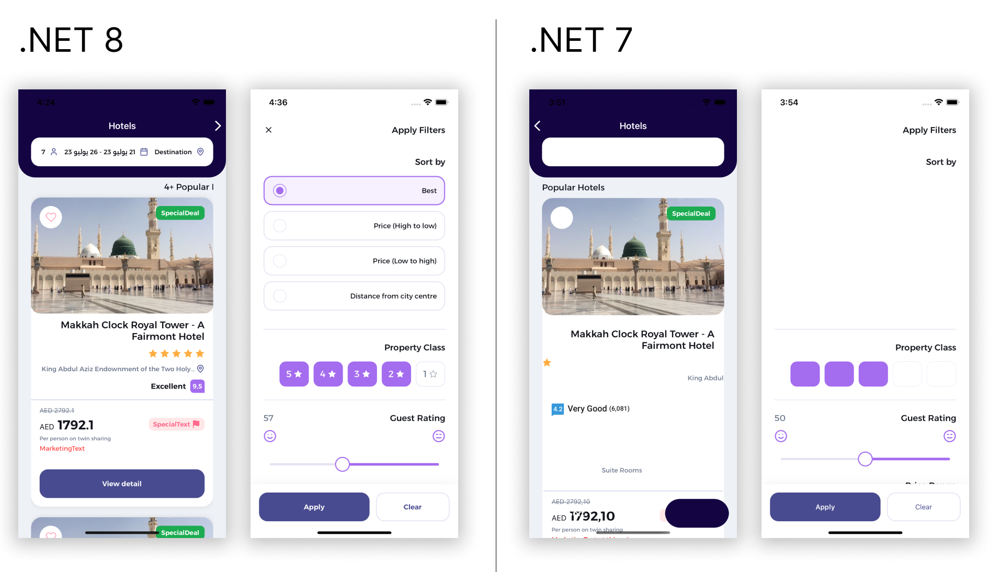 .NET 8
4:24
Hotels
7 23 يوليو 26 - 23 يوليو 21 Destination
4+ Popular
SpecialDeal
Makkah Clock Royal Tower - A
Fairmont Hotel
King Abdul Aziz Endownment of the Two Holy...
Excellent 9,5
AED 2792.1
AED 1792.1
SpecialText
Per person on twin sharing
MarketingText
View detail
SpecialDeal
4:36
Apply Filters
Sort by
Best
Price (High to low)
Price (Low to high)
Distance from city centre
Property Class
5 4 3 2 1
57 Guest Rating
Apply Clear
.NET 7
3:51
Hotels
Popular Hotels
SpecialDeal
Makkah Clock Royal Tower - A
Fairmont Hotel
King Abdul
4.2 Very Good (6,081)
Suite Rooms
AED 2792,10
AED 1792,10
Per person on twin sharing
3:54
Apply Filters
Sort by
Property Class
50 Guest Rating
Apply Clear